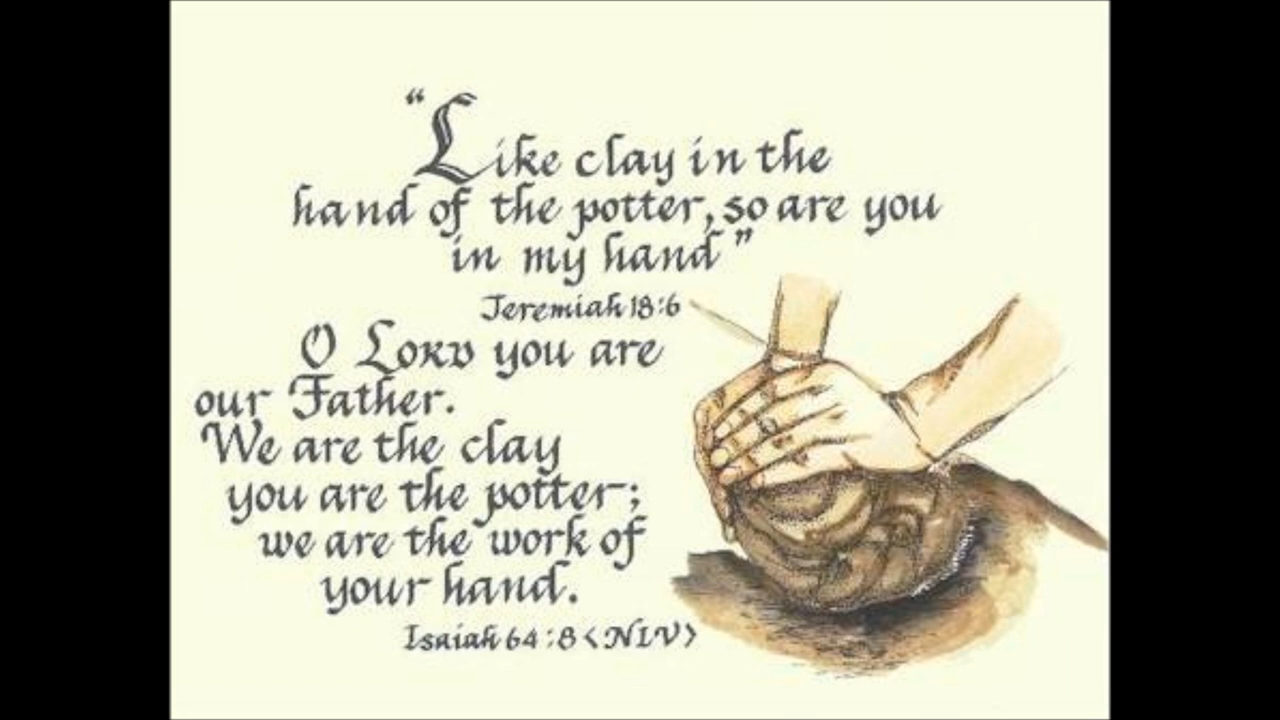 “Like clay in the
hand of the potter, so are you
in my hand”
Jeremiah 18:6
O LORD you are
our Father.
We are the clay
you are the potter;
we are the work of
your hand.
Isaiah 64:8 <NIV>